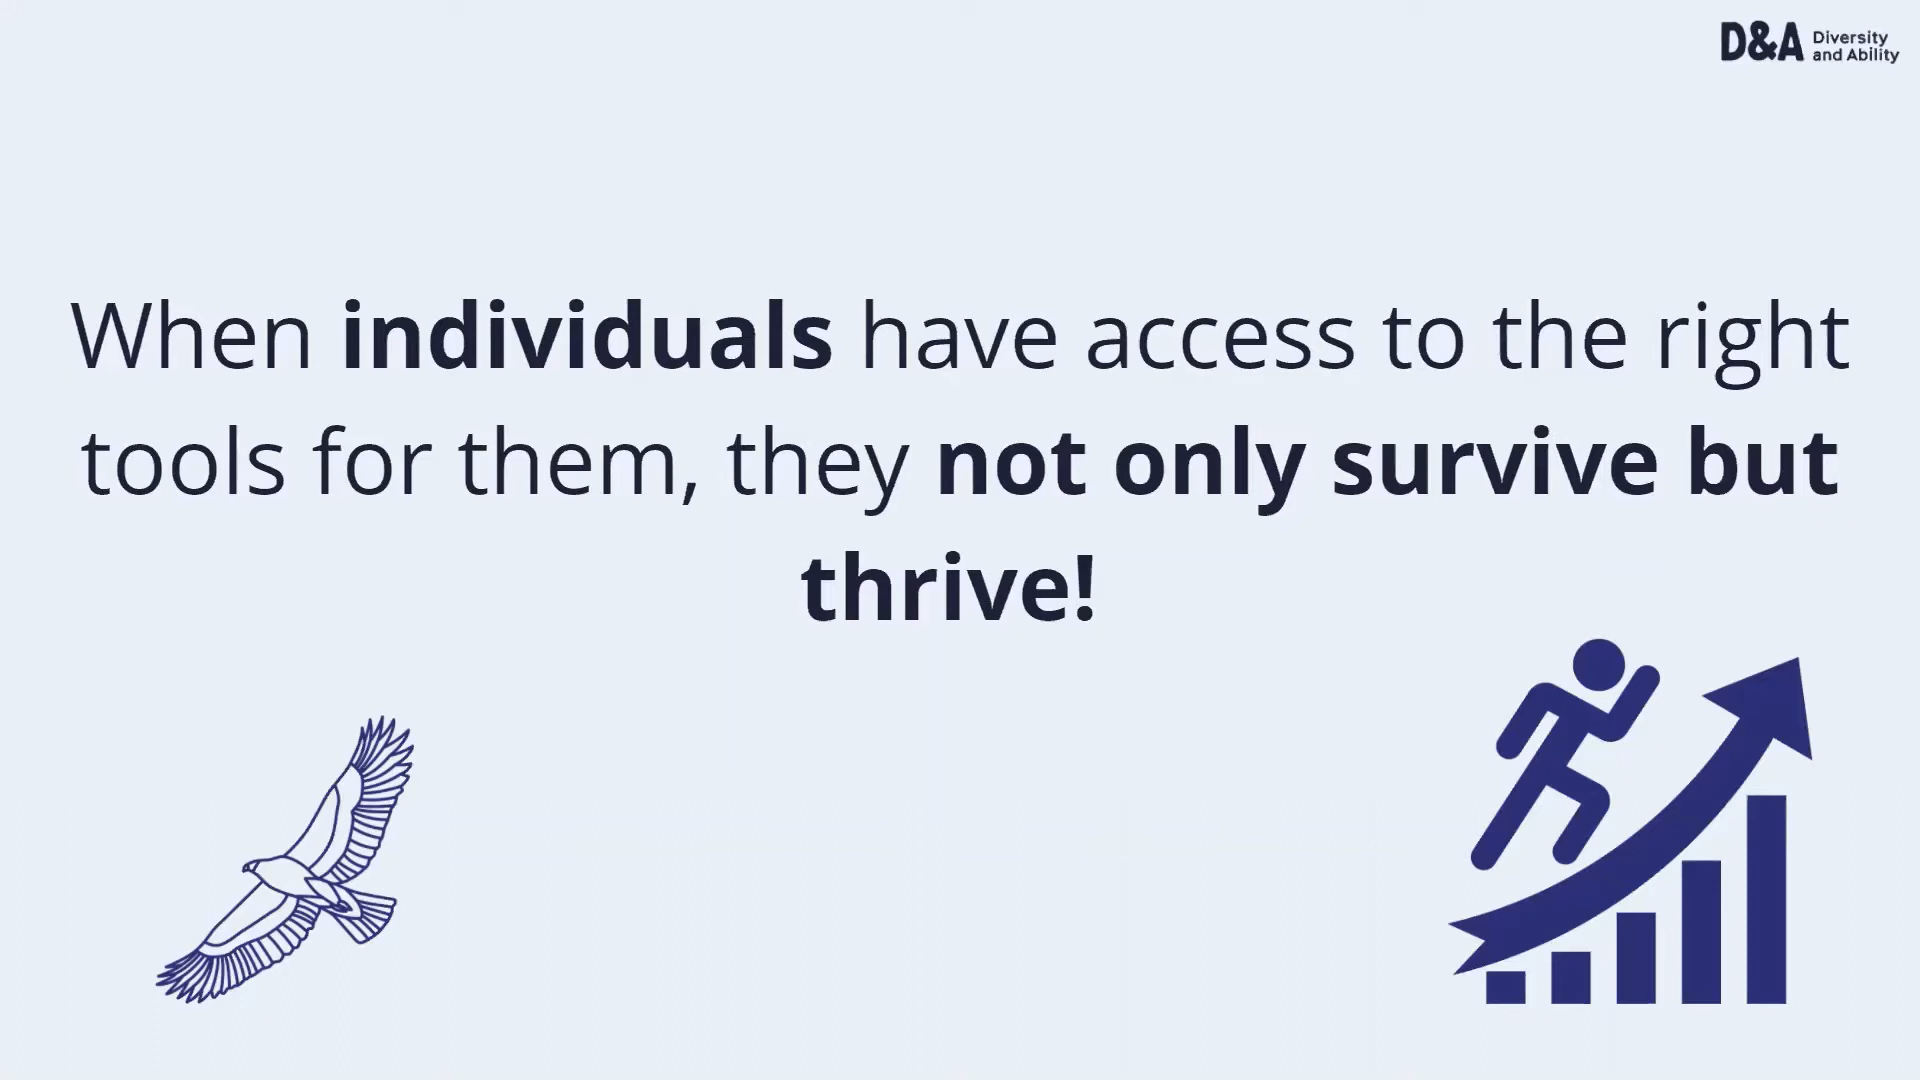 D&A Diversity
and Ability
When individuals have access to the right
tools for them, they not only survive but
thrive!